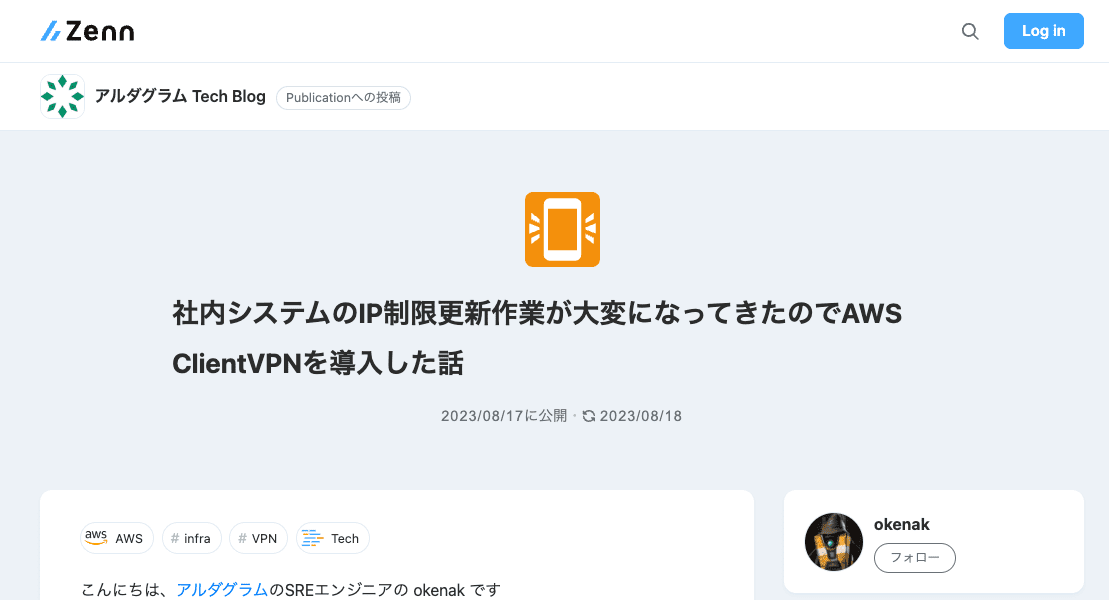 Zenn
Log in
アルダグラム Tech Blog
Publicationへの投稿
社内システムのIP制限更新作業が大変になってきたのでAWS
ClientVPNを導入した話
2023/08/17に公開・2023/08/18
aws AWS # infra # VPN Tech
okenak
フォロー
こんにちは、アルダグラムのSREエンジニアの okenak です